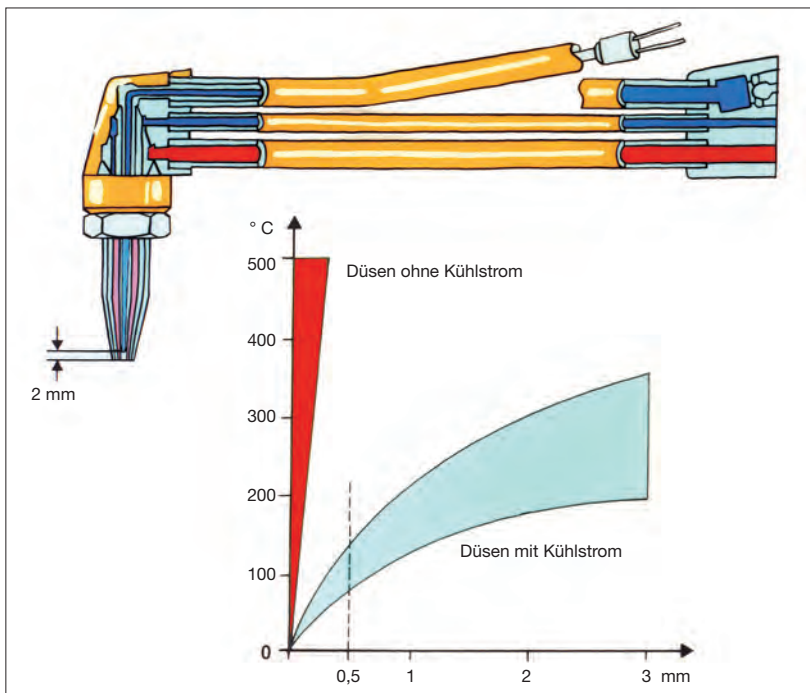 2 mm
° C
500
Düsen ohne Kühlstrom
400
300
200
Düsen mit Kühlstrom
100
0
0,5 1 2 3 mm